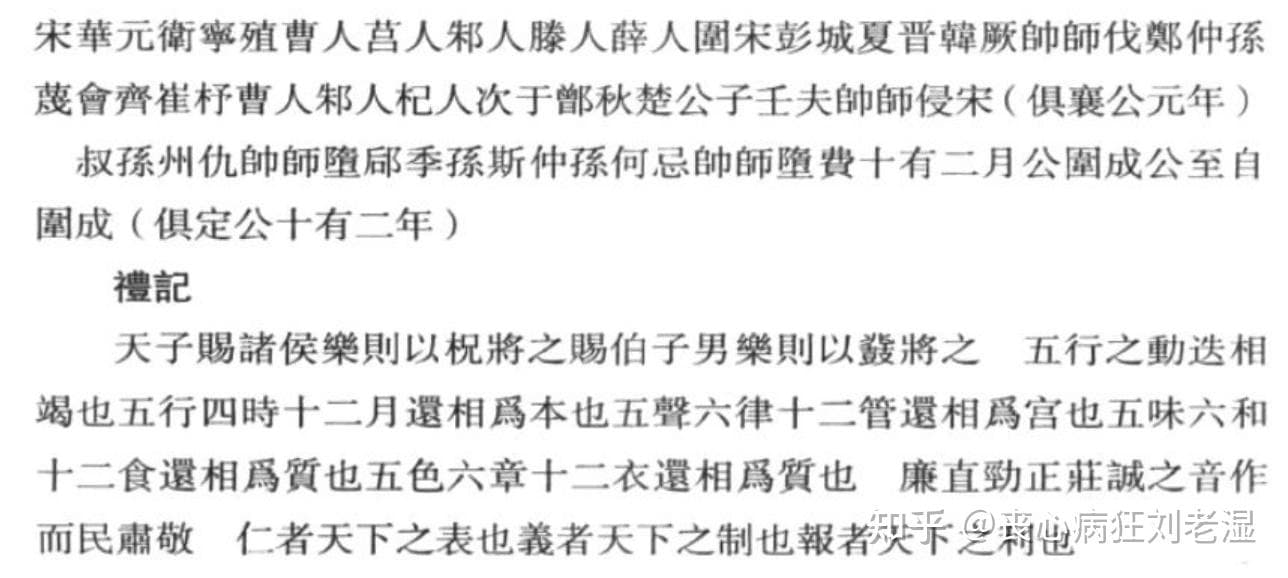 宋華元衛寧殖曹人莒人邾人滕人薛人圍宋彭城夏晋韓厥帥師伐鄭仲孫
蔑會齊崔杼曹人邾人杞人次于鄫秋楚公子壬夫帥師侵宋（俱襄公元年）
叔孫州仇帥師墮郈季孫斯仲孫何忌帥師墮費十有二月公圍成公至自
圍成（俱定公十有二年）
禮記
天子賜諸侯樂則以柷將之賜伯子男樂則以鼗將之 五行之動迭相
竭也五行四時十二月還相爲本也五聲六律十二管還相爲宫也五味六和
十二食還相爲質也五色六章十二衣還相爲質也 廉直勁正莊誠之音作
而民肅敬 仁者天下之表也義者天下之制也報者天下之利也
知乎 @丧心病狂刘老湿